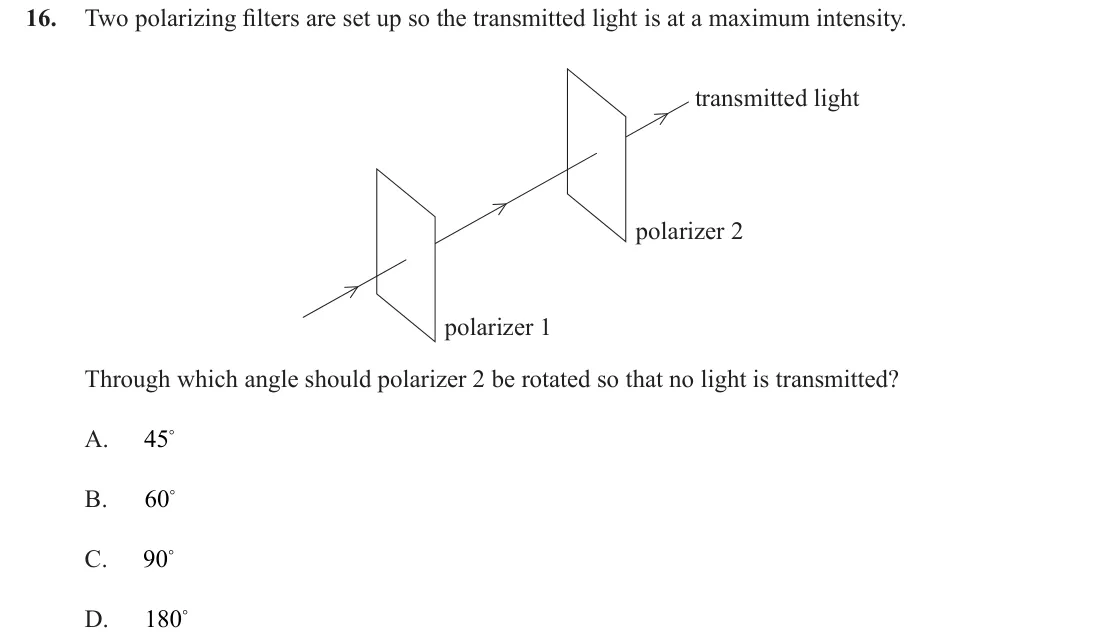 16. Two polarizing filters are set up so the transmitted light is at a maximum intensity.
transmitted light
polarizer 2
polarizer 1
Through which angle should polarizer 2 be rotated so that no light is transmitted?
A. 45°
B. 60°
C. 90°
D. 180°